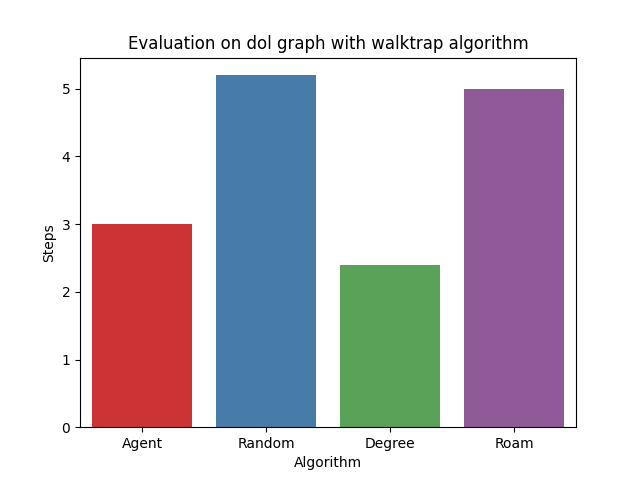 Evaluation on dol graph with walktrap algorithm
Steps
5
4
3
2
1
0
Agent Random Degree Roam
Algorithm